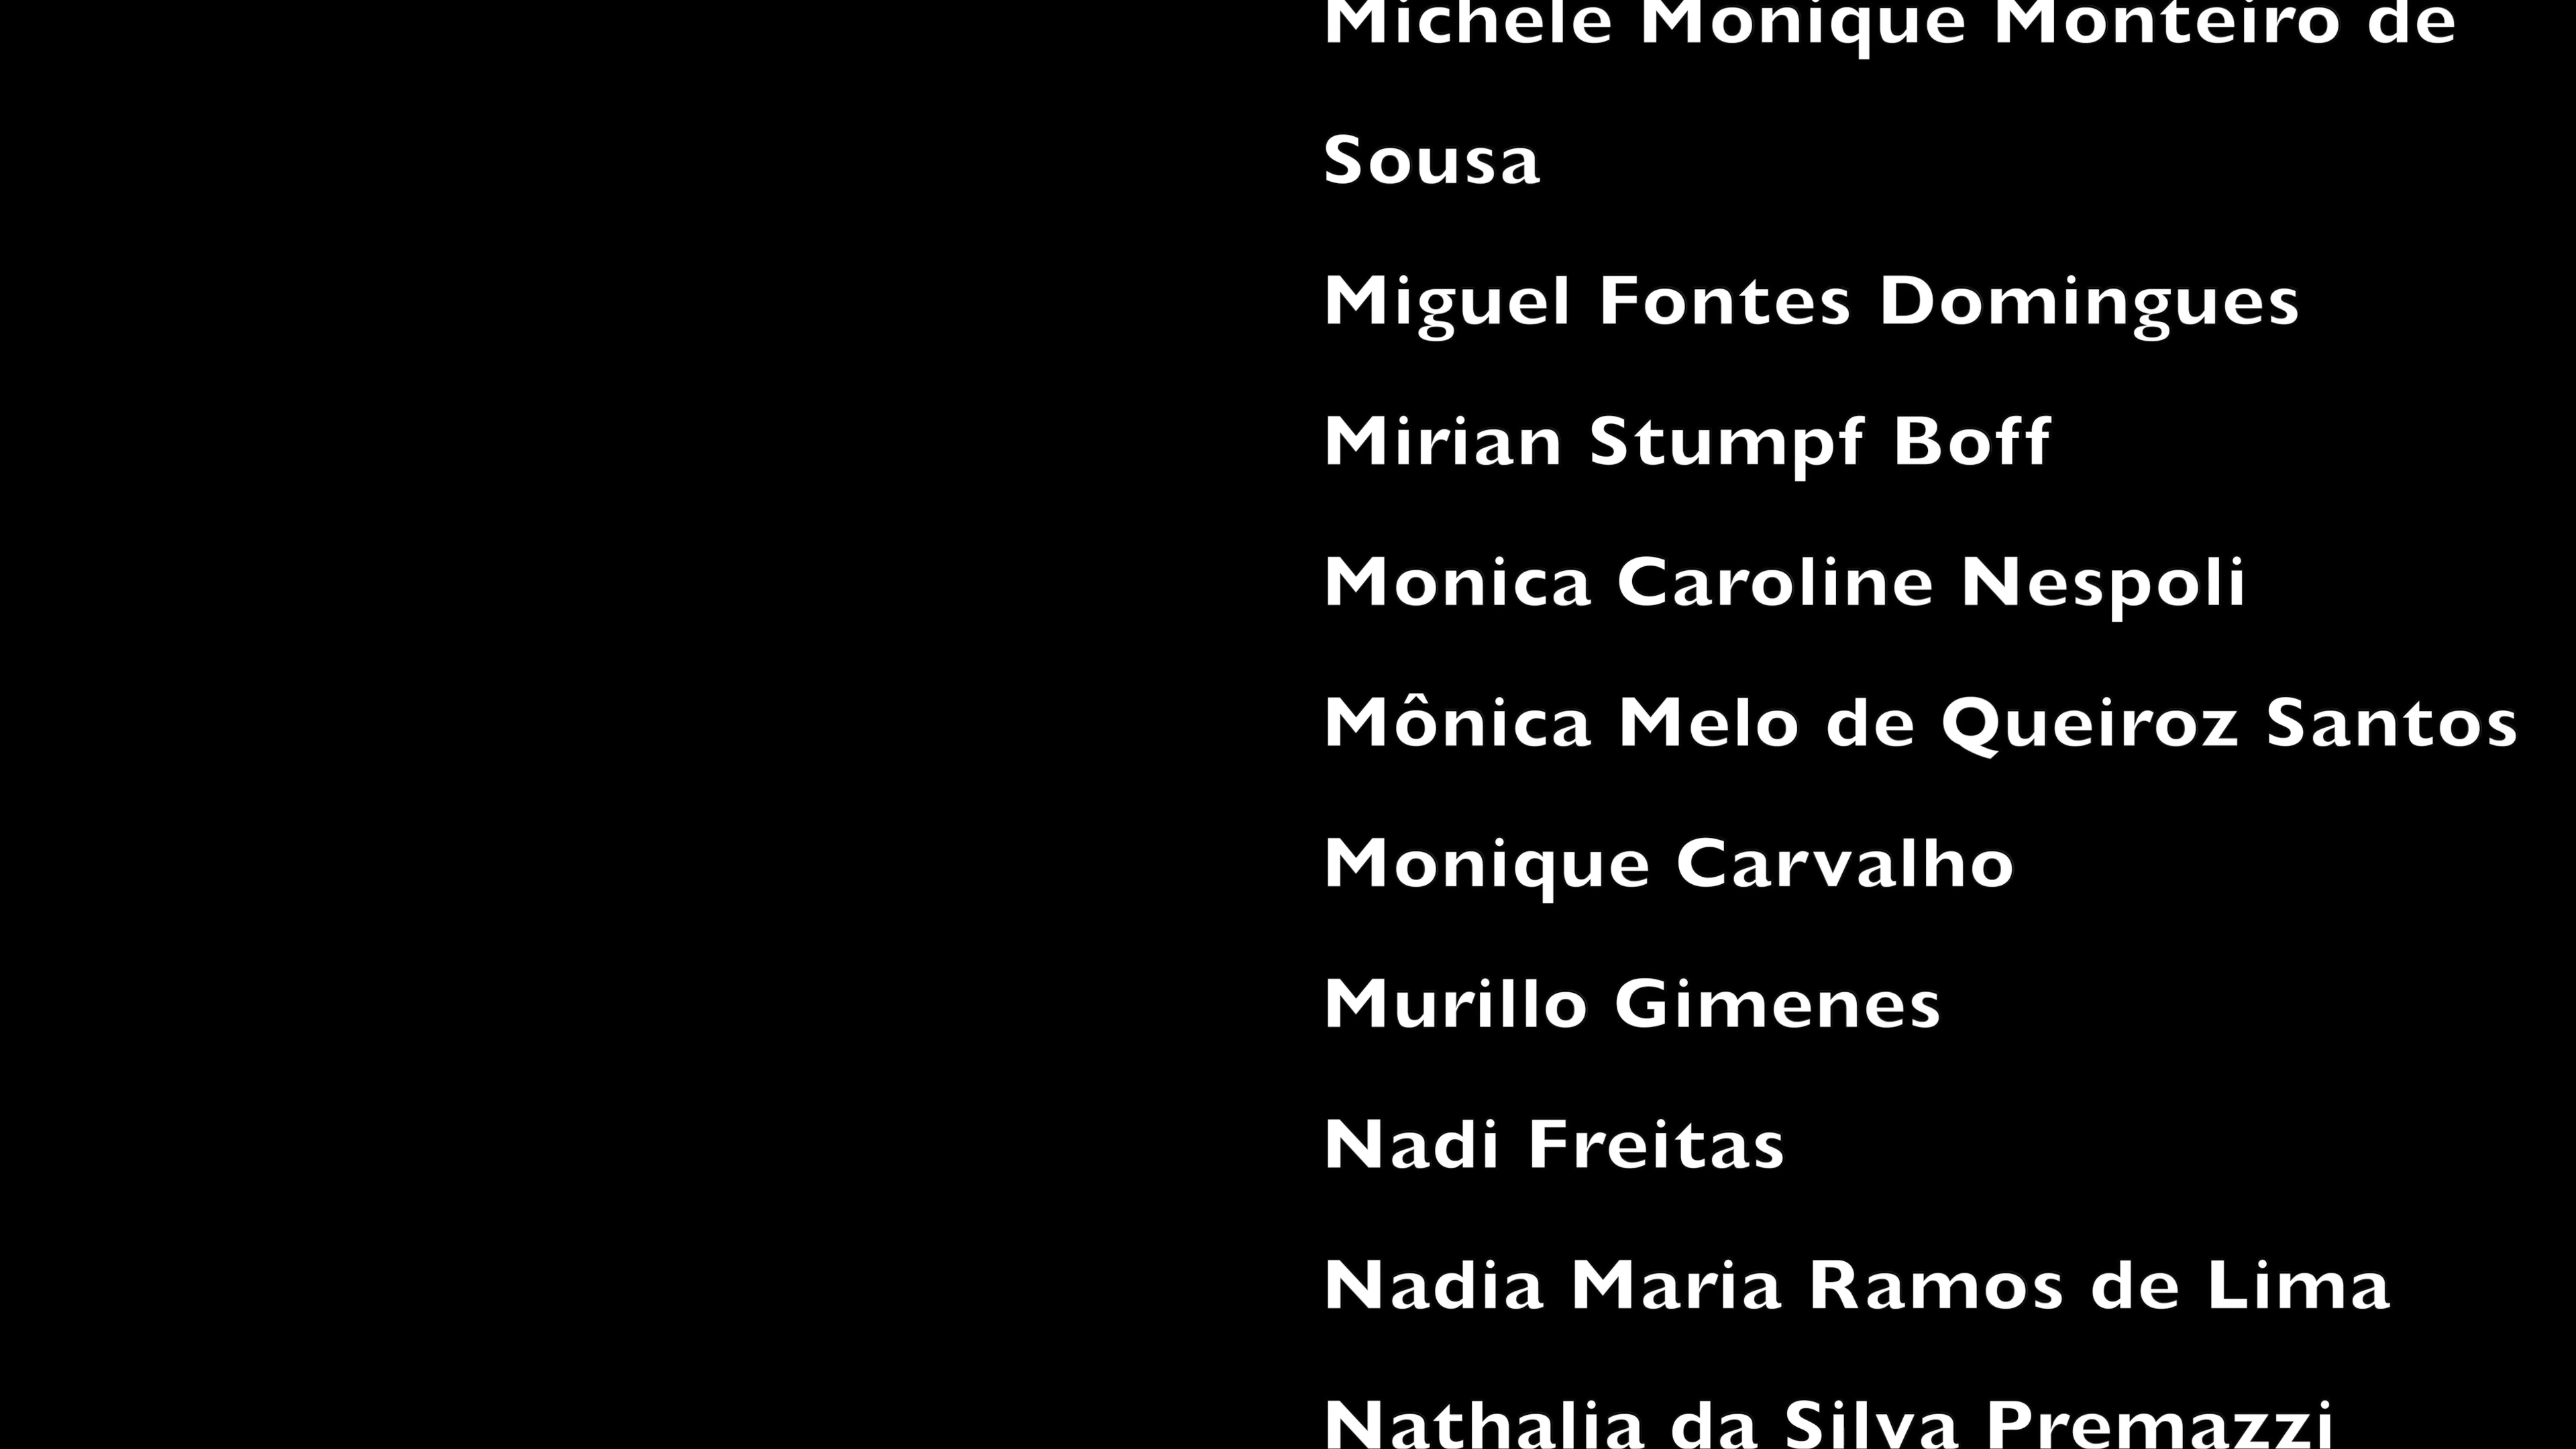 Michele Monique Monteiro de
Sousa
Miguel Fontes Domingues
Mirian Stumpf Boff
Monica Caroline Nespoli
Mônica Melo de Queiroz Santos
Monique Carvalho
Murillo Gimenes
Nadi Freitas
Nadia Maria Ramos de Lima
Nathalia da Silva Premazzi